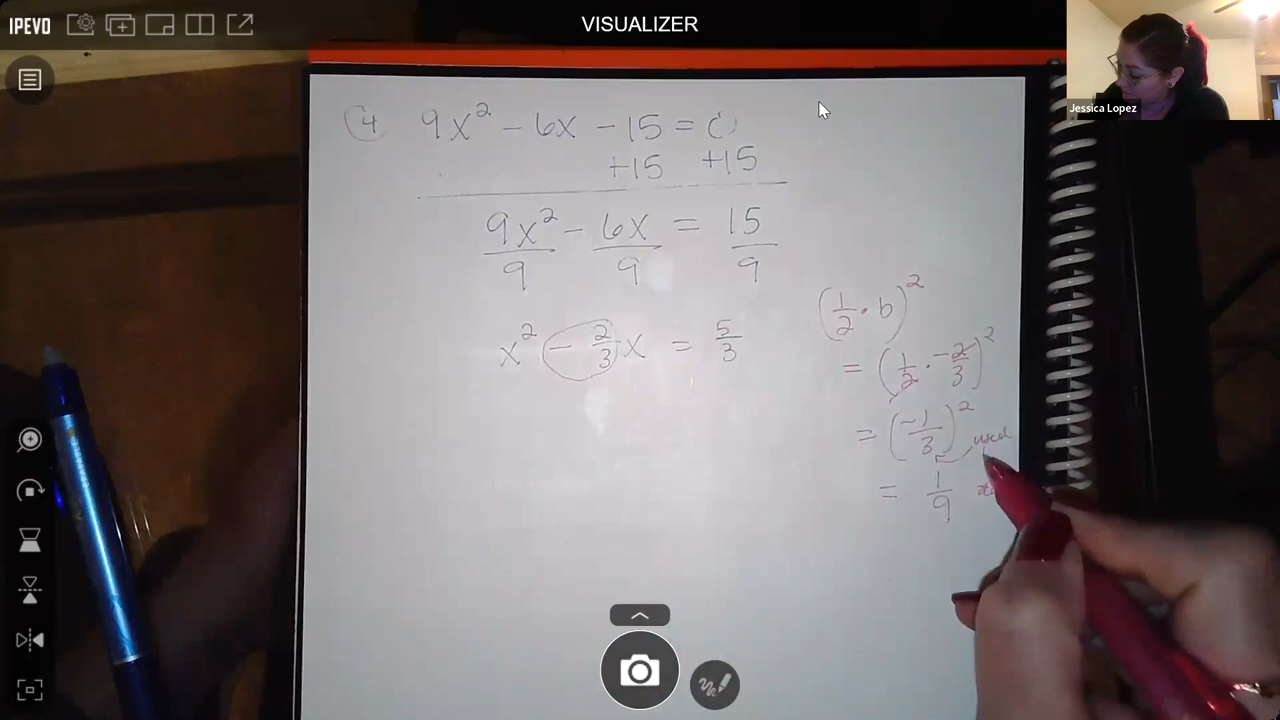 IPEVO
VISUALIZER
Jessica Lopez
④ 9x² - 6x - 15 = 0
+15 +15
9x²/9 - 6x/9 = 15/9
x² - 2/3 x = 5/3
(1/2 · b)²
= (1/2 · -2/3)²
= (-1/3)²
used
= 1/9